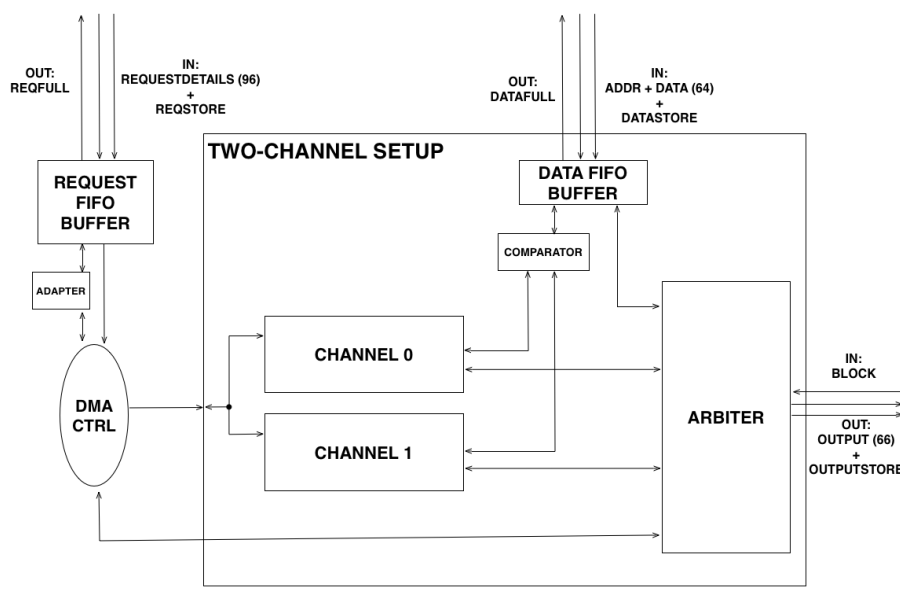 OUT:
REQFULL
IN:
REQUESTDETAILS (96)
+
REQSTORE
OUT:
DATAFULL
IN:
ADDR + DATA (64)
+
DATASTORE
TWO-CHANNEL SETUP
REQUEST
FIFO
BUFFER
DATA FIFO
BUFFER
COMPARATOR
ADAPTER
CHANNEL 0
DMA
CTRL
CHANNEL 1
ARBITER
IN:
BLOCK
OUT:
OUTPUT (66)
+
OUTPUTSTORE